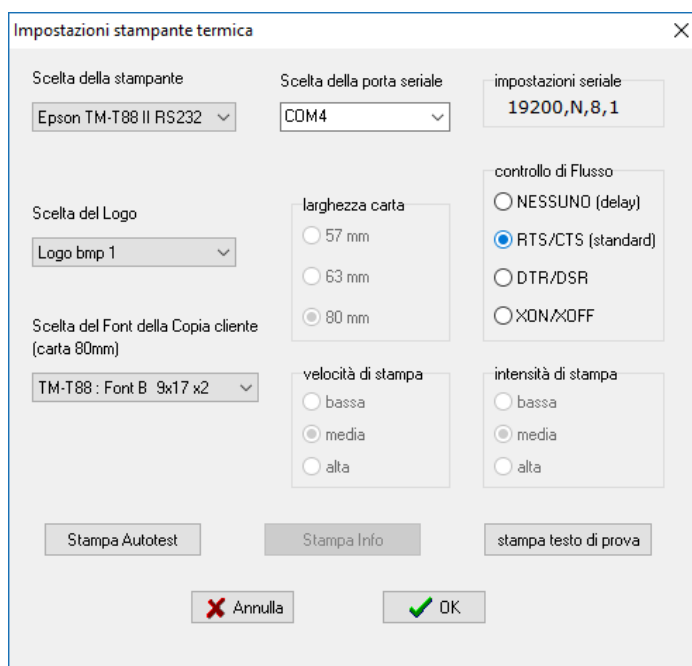 Impostazioni stampante termica
Scelta della stampante
Epson TM-T88 II RS232
Scelta della porta seriale
COM4
impostazioni seriale
19200,N,8,1
Scelta del Logo
Logo bmp 1
larghezza carta
57 mm
63 mm
80 mm
controllo di Flusso
NESSUNO (delay)
RTS/CTS (standard)
DTR/DSR
XON/XOFF
Scelta del Font della Copia cliente
(carta 80mm)
TM-T88 : Font B 9x17 x2
velocità di stampa
bassa
media
alta
intensità di stampa
bassa
media
alta
Stampa Autotest
Stampa Info
stampa testo di prova
Annulla
OK